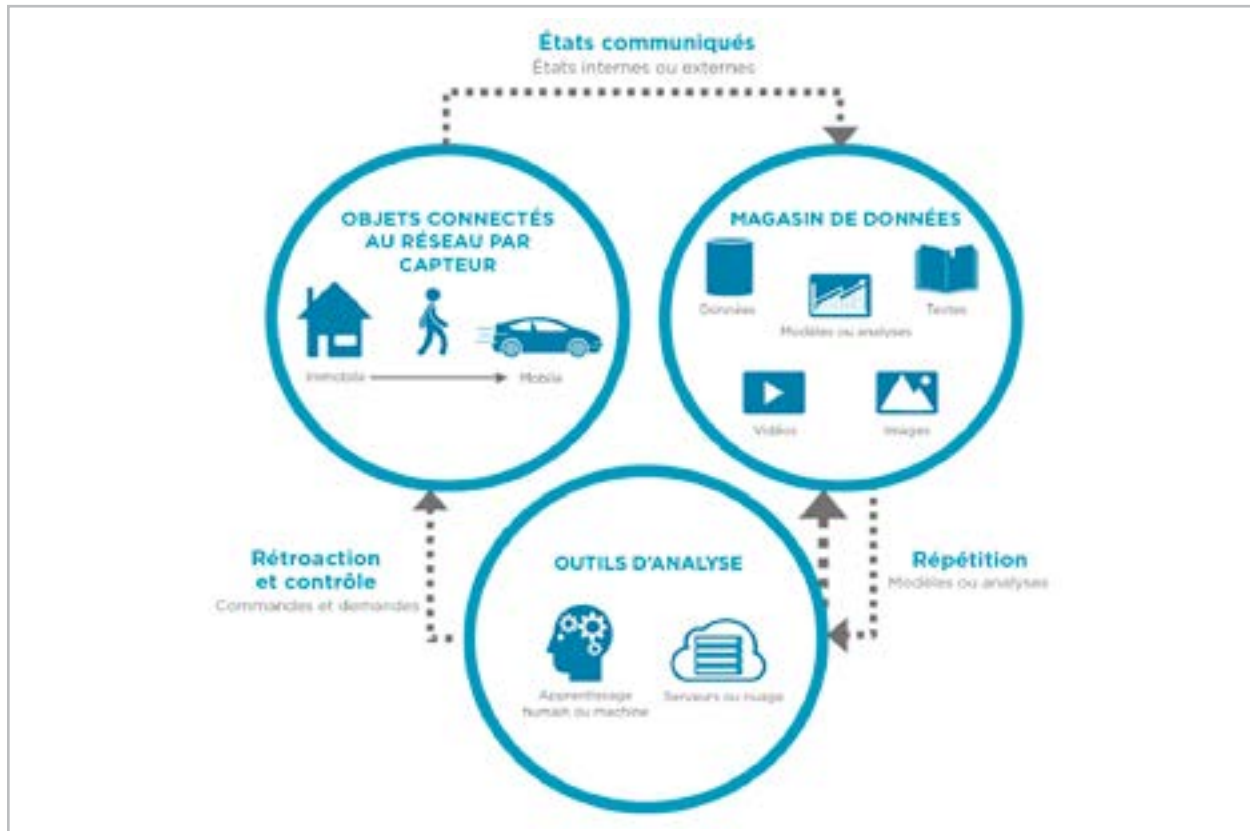 États communiqués
États internes ou externes
OBJETS CONNECTÉS
AU RÉSEAU PAR
CAPTEUR
Immobile
Mobile
MAGASIN DE DONNÉES
Données
Modèles ou analyses
Textes
Vidéos
Images
Rétroaction
et contrôle
Commandes et demandes
OUTILS D'ANALYSE
Apprentissage
humain ou machine
Serveurs ou nuage
Répétition
Modèles ou analyses